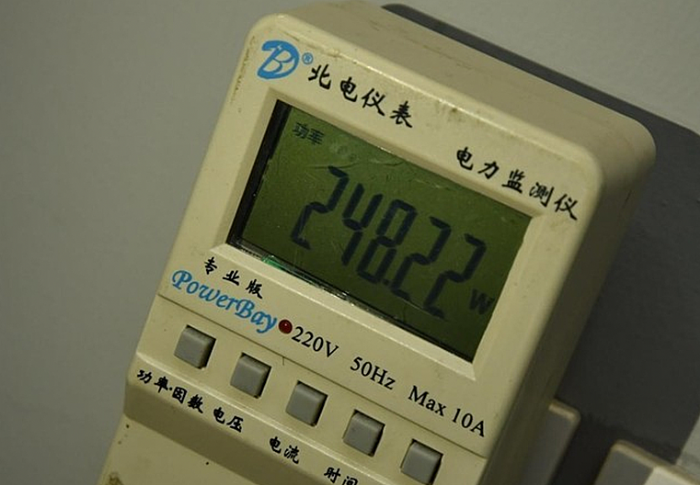 B®北电仪表
电力监测仪
功率
248.22 W
专业版
PowerBay
220V 50Hz Max 10A
功率·因数 电压 电流 时间